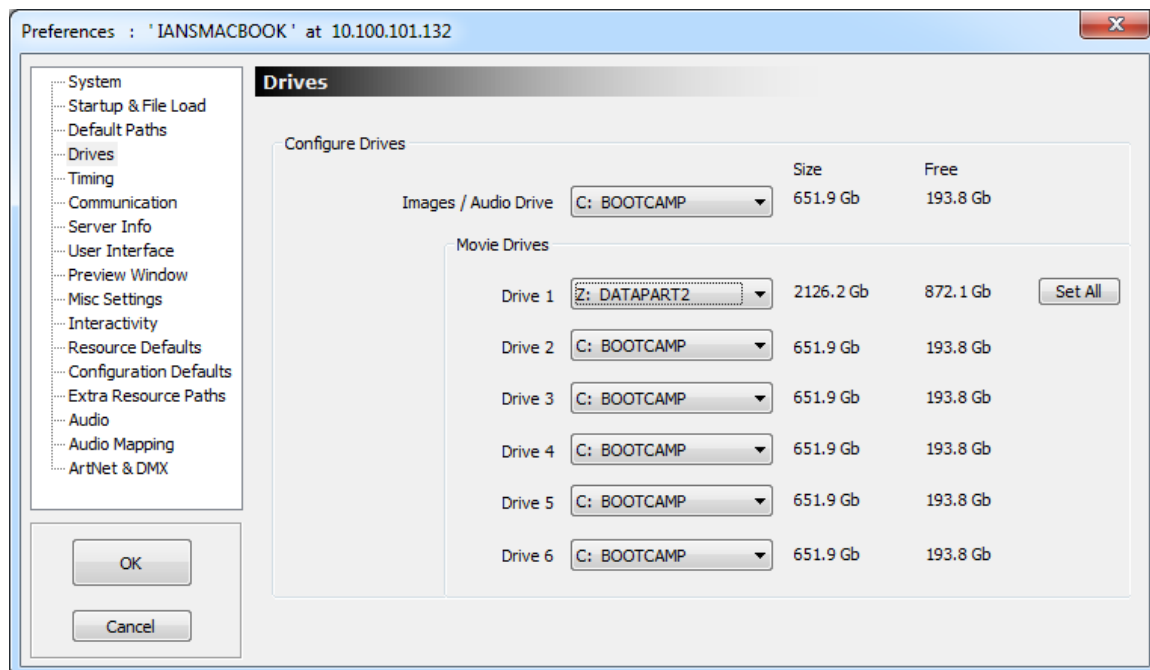 Preferences : ' IANSMACBOOK ' at 10.100.101.132
X
System
Startup & File Load
Default Paths
Drives
Timing
Communication
Server Info
User Interface
Preview Window
Misc Settings
Interactivity
Resource Defaults
Configuration Defaults
Extra Resource Paths
Audio
Audio Mapping
ArtNet & DMX
OK
Cancel
Drives
Configure Drives
Size Free
Images / Audio Drive C: BOOTCAMP 651.9 Gb 193.8 Gb
Movie Drives
Drive 1 Z: DATAPART2 2126.2 Gb 872.1 Gb Set All
Drive 2 C: BOOTCAMP 651.9 Gb 193.8 Gb
Drive 3 C: BOOTCAMP 651.9 Gb 193.8 Gb
Drive 4 C: BOOTCAMP 651.9 Gb 193.8 Gb
Drive 5 C: BOOTCAMP 651.9 Gb 193.8 Gb
Drive 6 C: BOOTCAMP 651.9 Gb 193.8 Gb